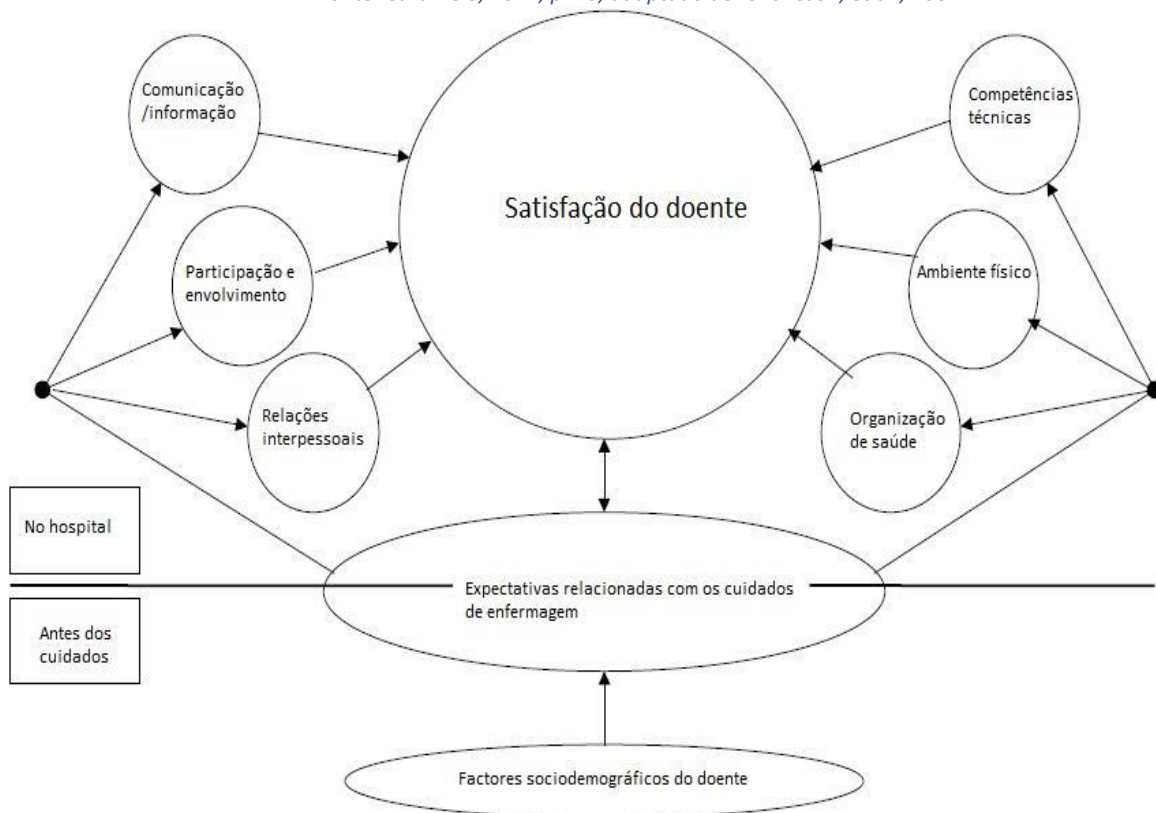 Comunicação
/informação
Competências
técnicas
Satisfação do doente
Participação e
envolvimento
Ambiente físico
Relações
interpessoais
Organização
de saúde
No hospital
Expectativas relacionadas com os cuidados
de enfermagem
Antes dos
cuidados
Factores sociodemográficos do doente